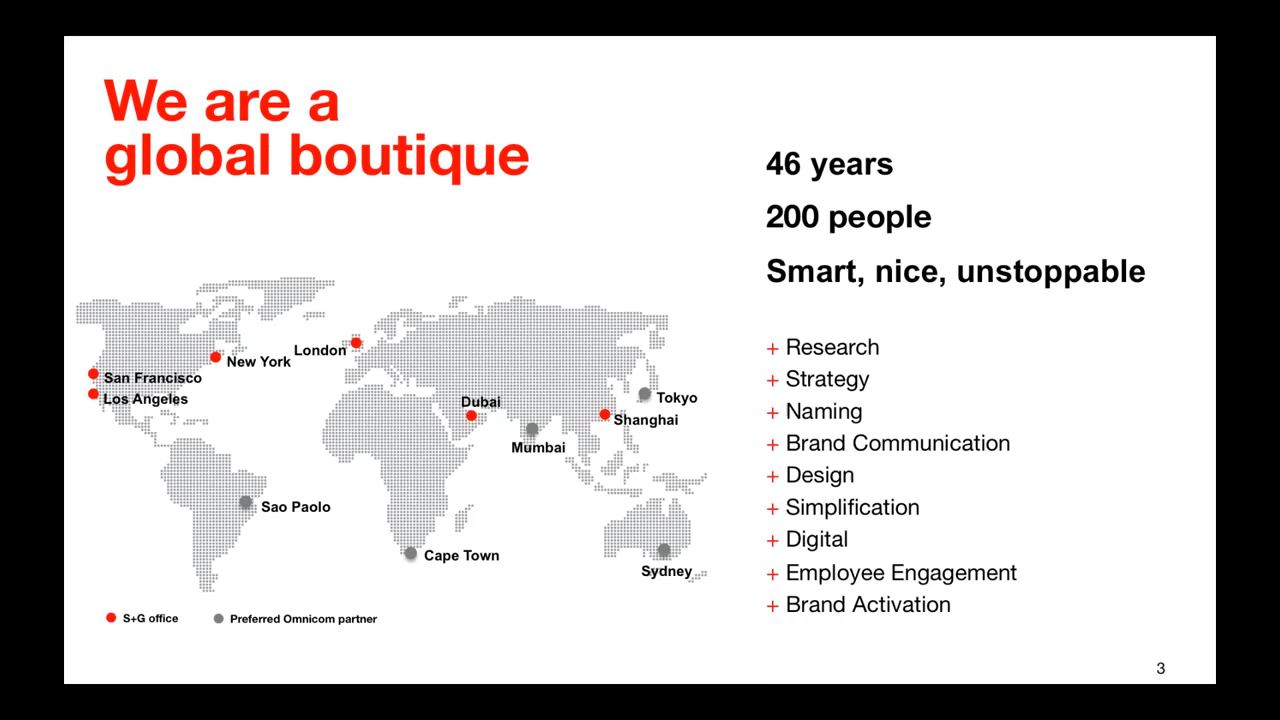 We are a
global boutique
46 years
200 people
Smart, nice, unstoppable
London
New York
San Francisco
Los Angeles
Dubai
Tokyo
Shanghai
Mumbai
Sao Paolo
Cape Town
Sydney
S+G office
Preferred Omnicom partner
+ Research
+ Strategy
+ Naming
+ Brand Communication
+ Design
+ Simplification
+ Digital
+ Employee Engagement
+ Brand Activation
3